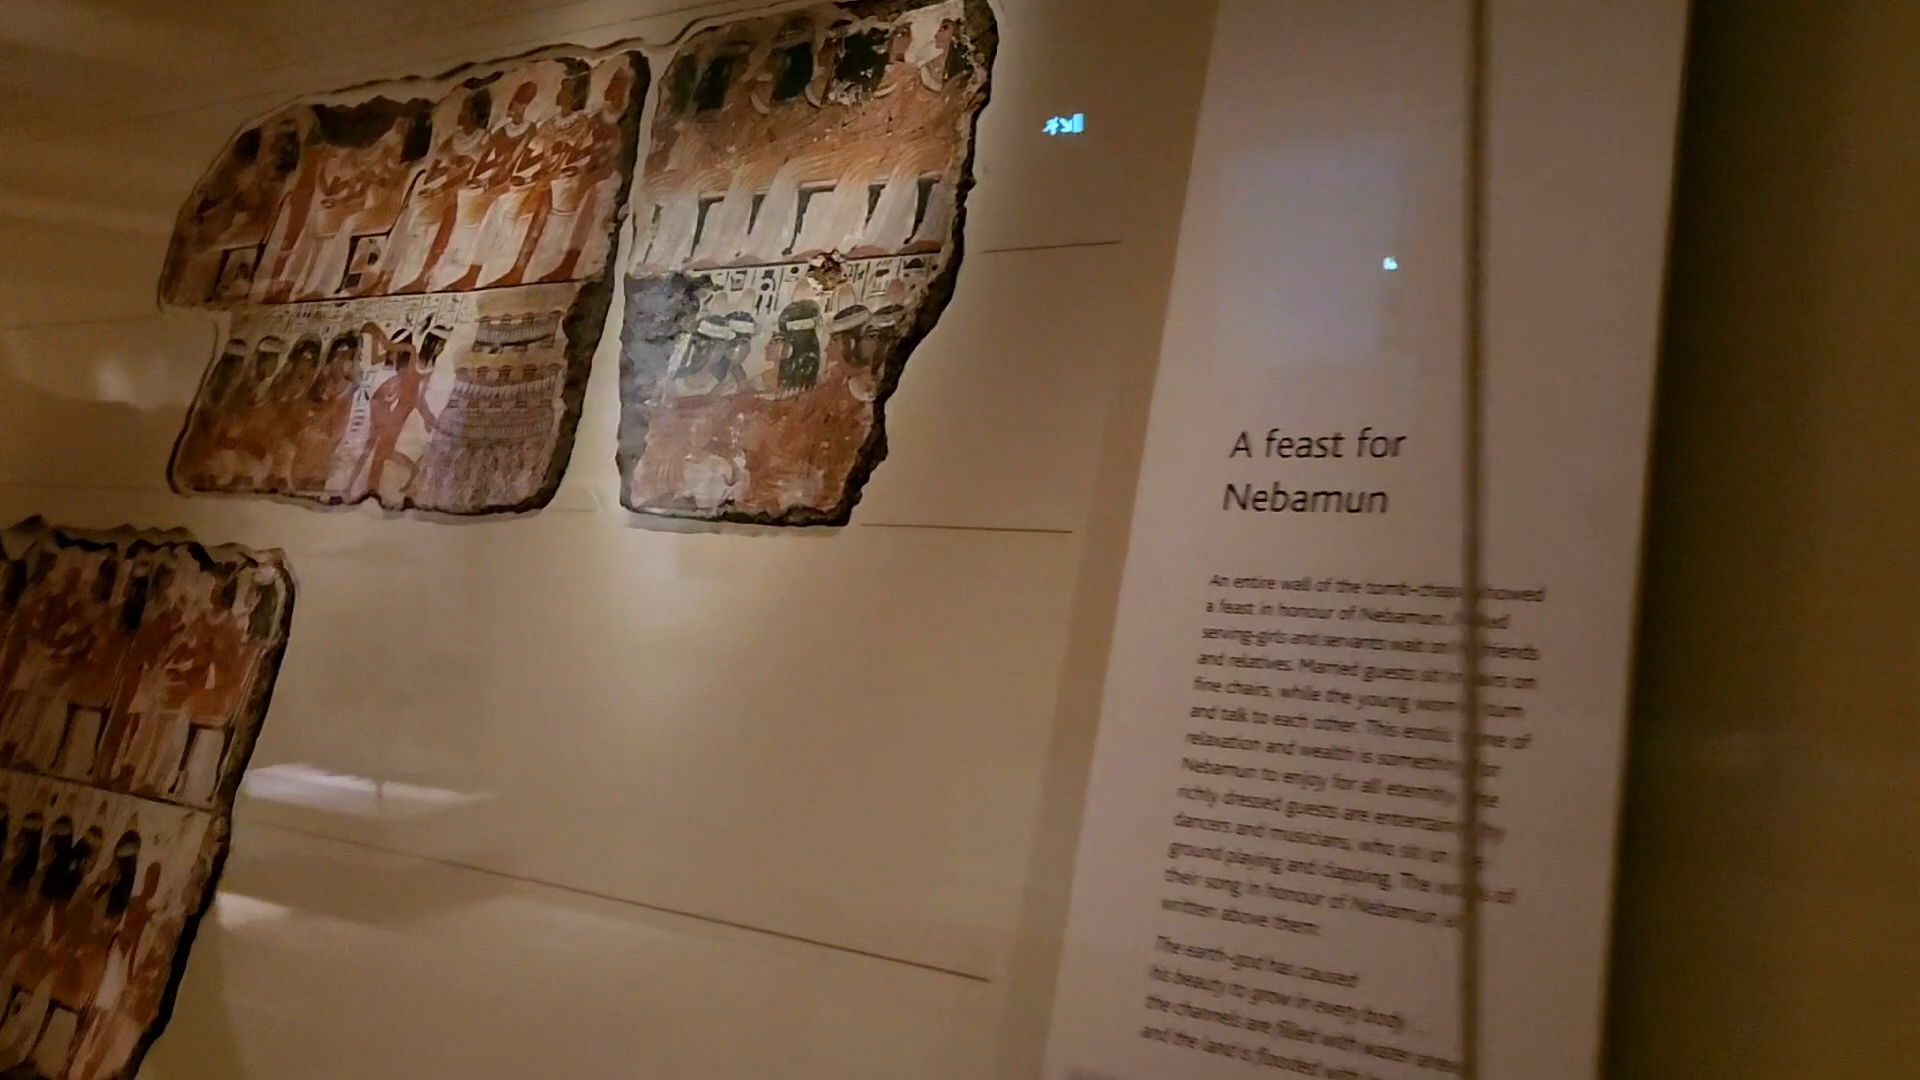 A feast for
Nebamun
An entire wall of the tomb-chapel showed
a feast in honour of Nebamun.
serving-girls and servants wait on friends
and relatives. Married guests sit in pairs on
fine chairs, while the young women turn
and talk to each other. This erotic scene of
relaxation and wealth is something for
Nebamun to enjoy for all eternity. The
richly dressed guests are entertained by
dancers and musicians, who sit on the
ground playing and clapping. The words of
their song in honour of Nebamun are
written above them:
The earth-god has caused
his beauty to grow in every body...
the channels are filled with water anew
and the land is flooded with